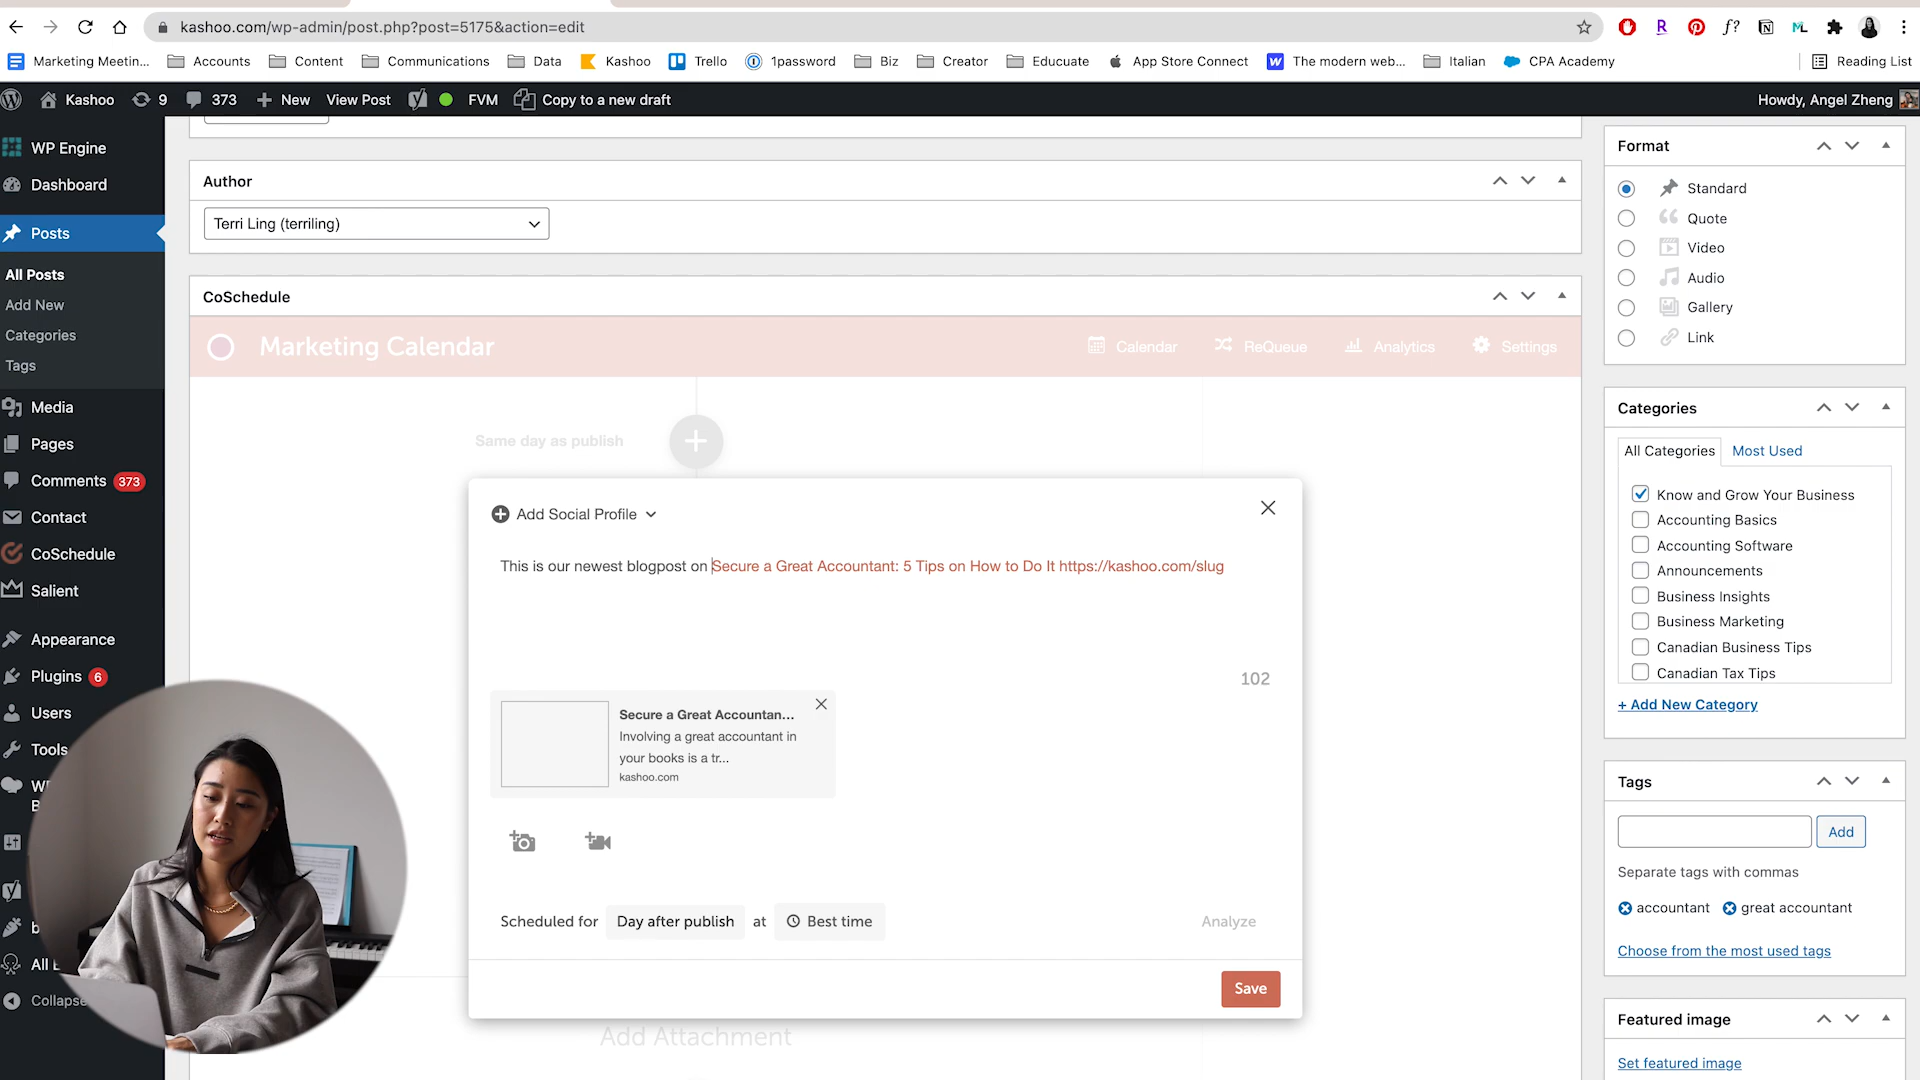 kashoo.com/wp-admin/post.php?post=5175&action=edit
Marketing Meetin... Accounts Content Communications Data Kashoo Trello 1password Biz Creator Educuate App Store Connect The modern web... Italian CPA Academy Reading List
Kashoo 9 373 New View Post FVM Copy to a new draft Howdy, Angel Zheng
WP Engine
Dashboard
Posts
All Posts
Add New
Categories
Tags
Media
Pages
Comments 373
Contact
CoSchedule
Salient
Appearance
Plugins 6
Users
Tools
Collapse
Author
Terri Ling (terriling)
CoSchedule
Marketing Calendar Calendar ReQueue Analytics Settings
Same day as publish
Add Social Profile
This is our newest blogpost on Secure a Great Accountant: 5 Tips on How to Do It https://kashoo.com/slug
102
Secure a Great Accountan...
Involving a great accountant in
your books is a tr...
kashoo.com
Scheduled for Day after publish at Best time Analyze
Save
Add Attachment
Format
Standard
Quote
Video
Audio
Gallery
Link
Categories
All Categories Most Used
Know and Grow Your Business
Accounting Basics
Accounting Software
Announcements
Business Insights
Business Marketing
Canadian Business Tips
Canadian Tax Tips
+ Add New Category
Tags
Add
Separate tags with commas
accountant great accountant
Choose from the most used tags
Featured image
Set featured image